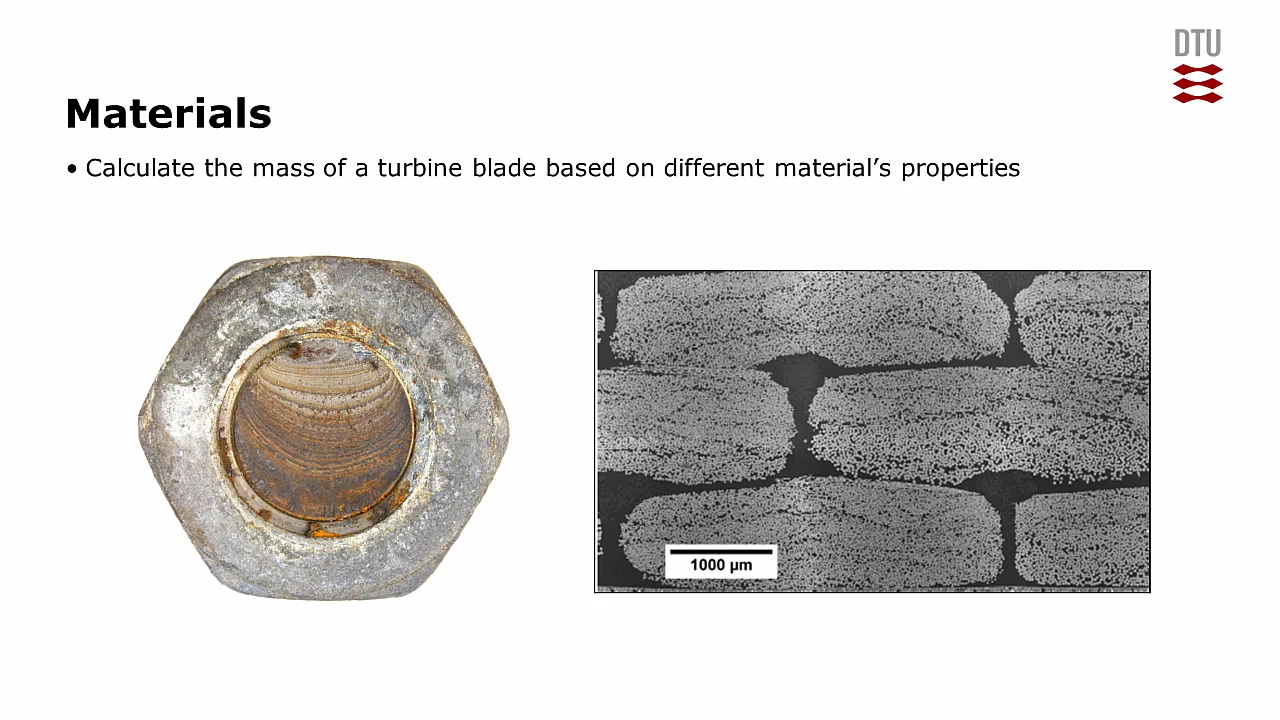 DTU
Materials
• Calculate the mass of a turbine blade based on different material’s properties
1000 µm